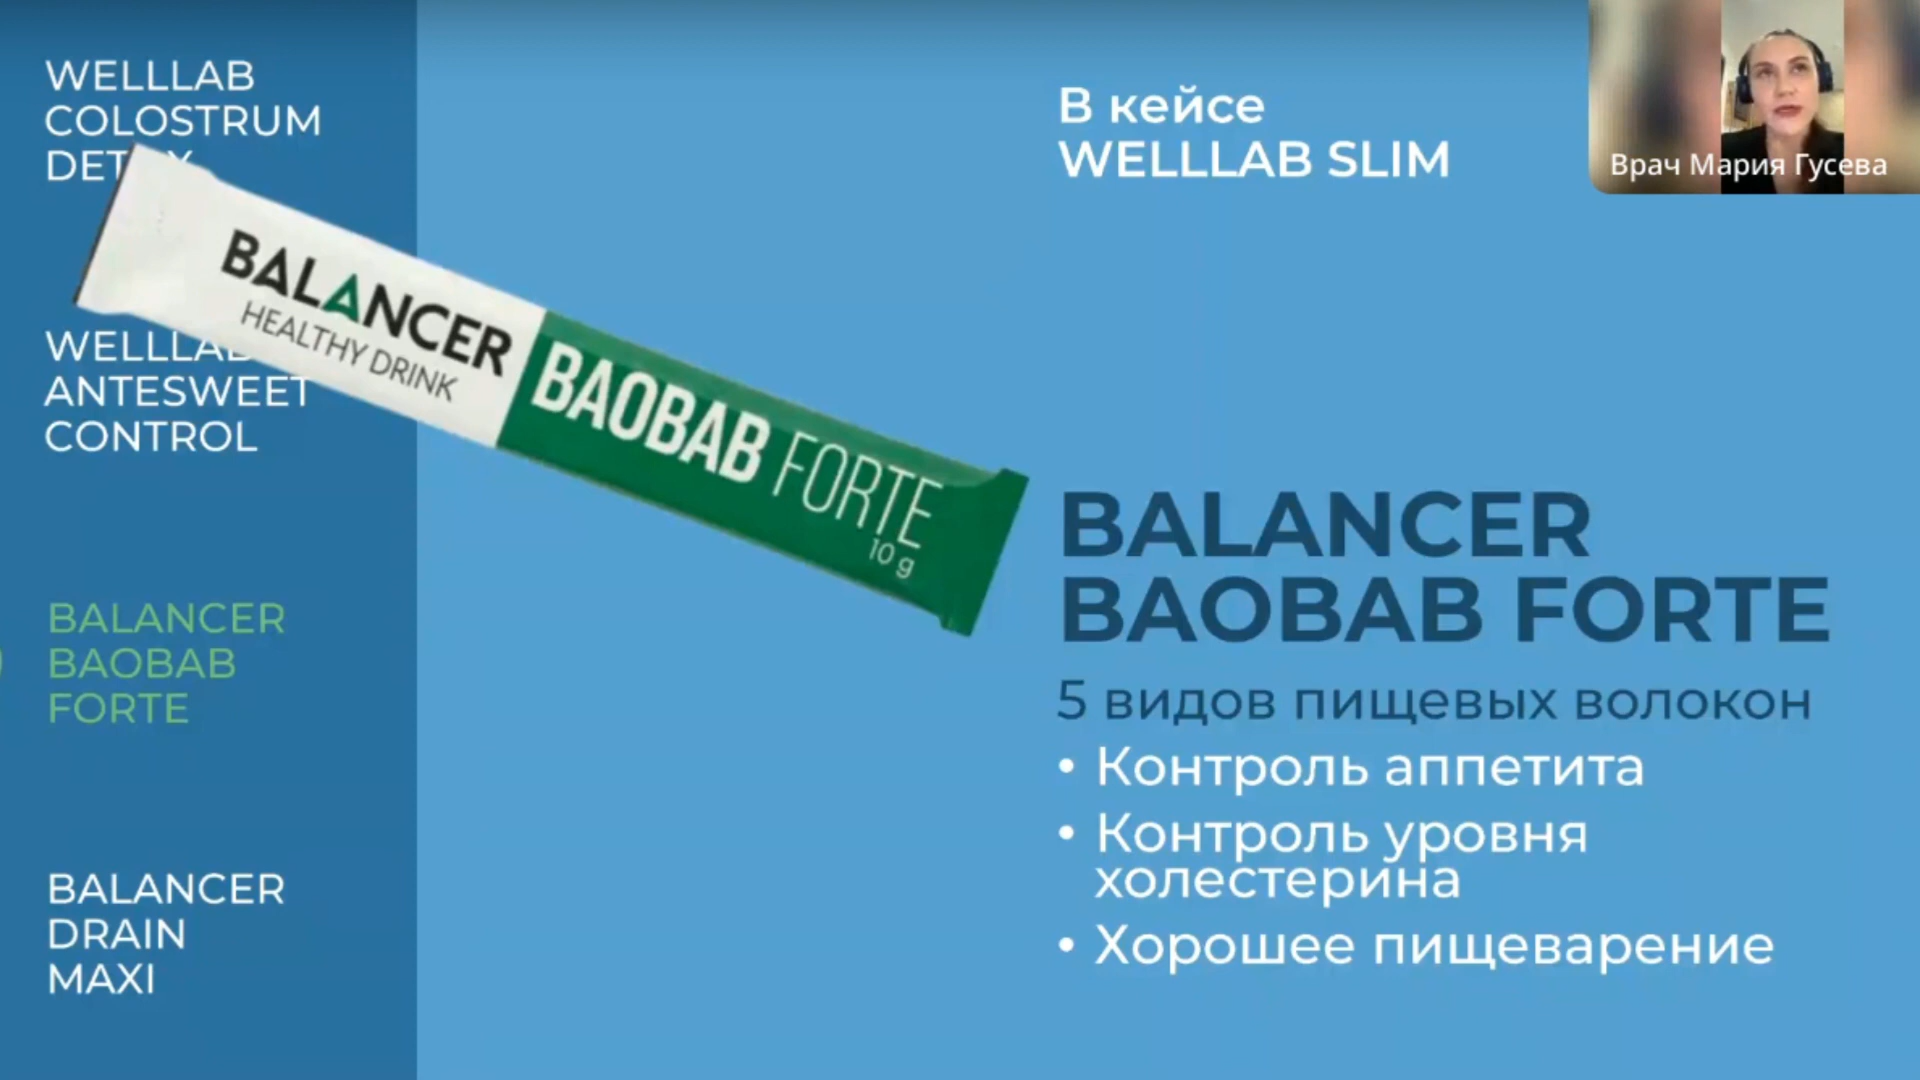 WELLLAB
COLOSTRUM
WELLLAB
ANTESWEET
CONTROL
BALANCER
BAOBAB
FORTE
BALANCER
DRAIN
MAXI
BALANCER
HEALTHY DRINK
BAOBAB FORTE
10 g
В кейсе
WELLLAB SLIM
Врач Мария Гусева
BALANCER
BAOBAB FORTE
5 видов пищевых волокон
• Контроль аппетита
• Контроль уровня
холестерина
• Хорошее пищеварение